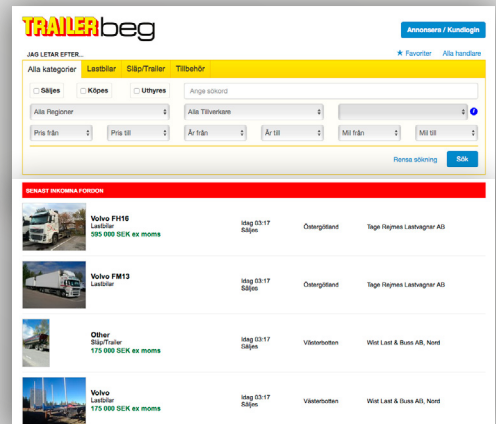 TRAILERbeg
Annonsera / Kundlogin
JAG LETAR EFTER...
★ Favoriter Alla handlare
Alla kategorier Lastbilar Släp/Trailer Tillbehör
Säljes Köpes Uthyres Ange sökord
Alla Regioner Alla Tillverkare
Pris från Pris till År från År till Mil från Mil till
Rensa sökning Sök
SENAST INKOMNA FORDON
Volvo FH16
Lastbilar
595 000 SEK ex moms
Idag 03:17
Säljes
Östergötland
Tage Rejmes Lastvagnar AB
Volvo FM13
Lastbilar
Idag 03:17
Säljes
Östergötland
Tage Rejmes Lastvagnar AB
Other
Släp/Trailer
175 000 SEK ex moms
Idag 03:17
Säljes
Västerbotten
Wist Last & Buss AB, Nord
Volvo
Lastbilar
175 000 SEK ex moms
Idag 03:17
Säljes
Västerbotten
Wist Last & Buss AB, Nord